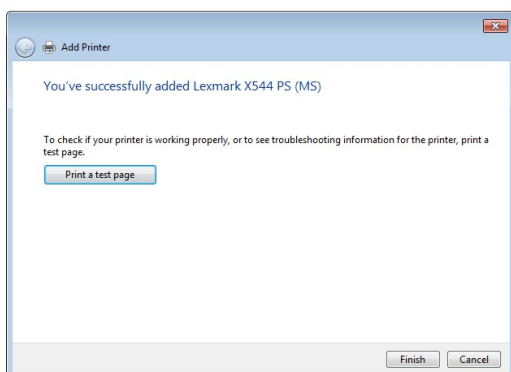 Add Printer
You've successfully added Lexmark X544 PS (MS)
To check if your printer is working properly, or to see troubleshooting information for the printer, print a
test page.
Print a test page
Finish Cancel